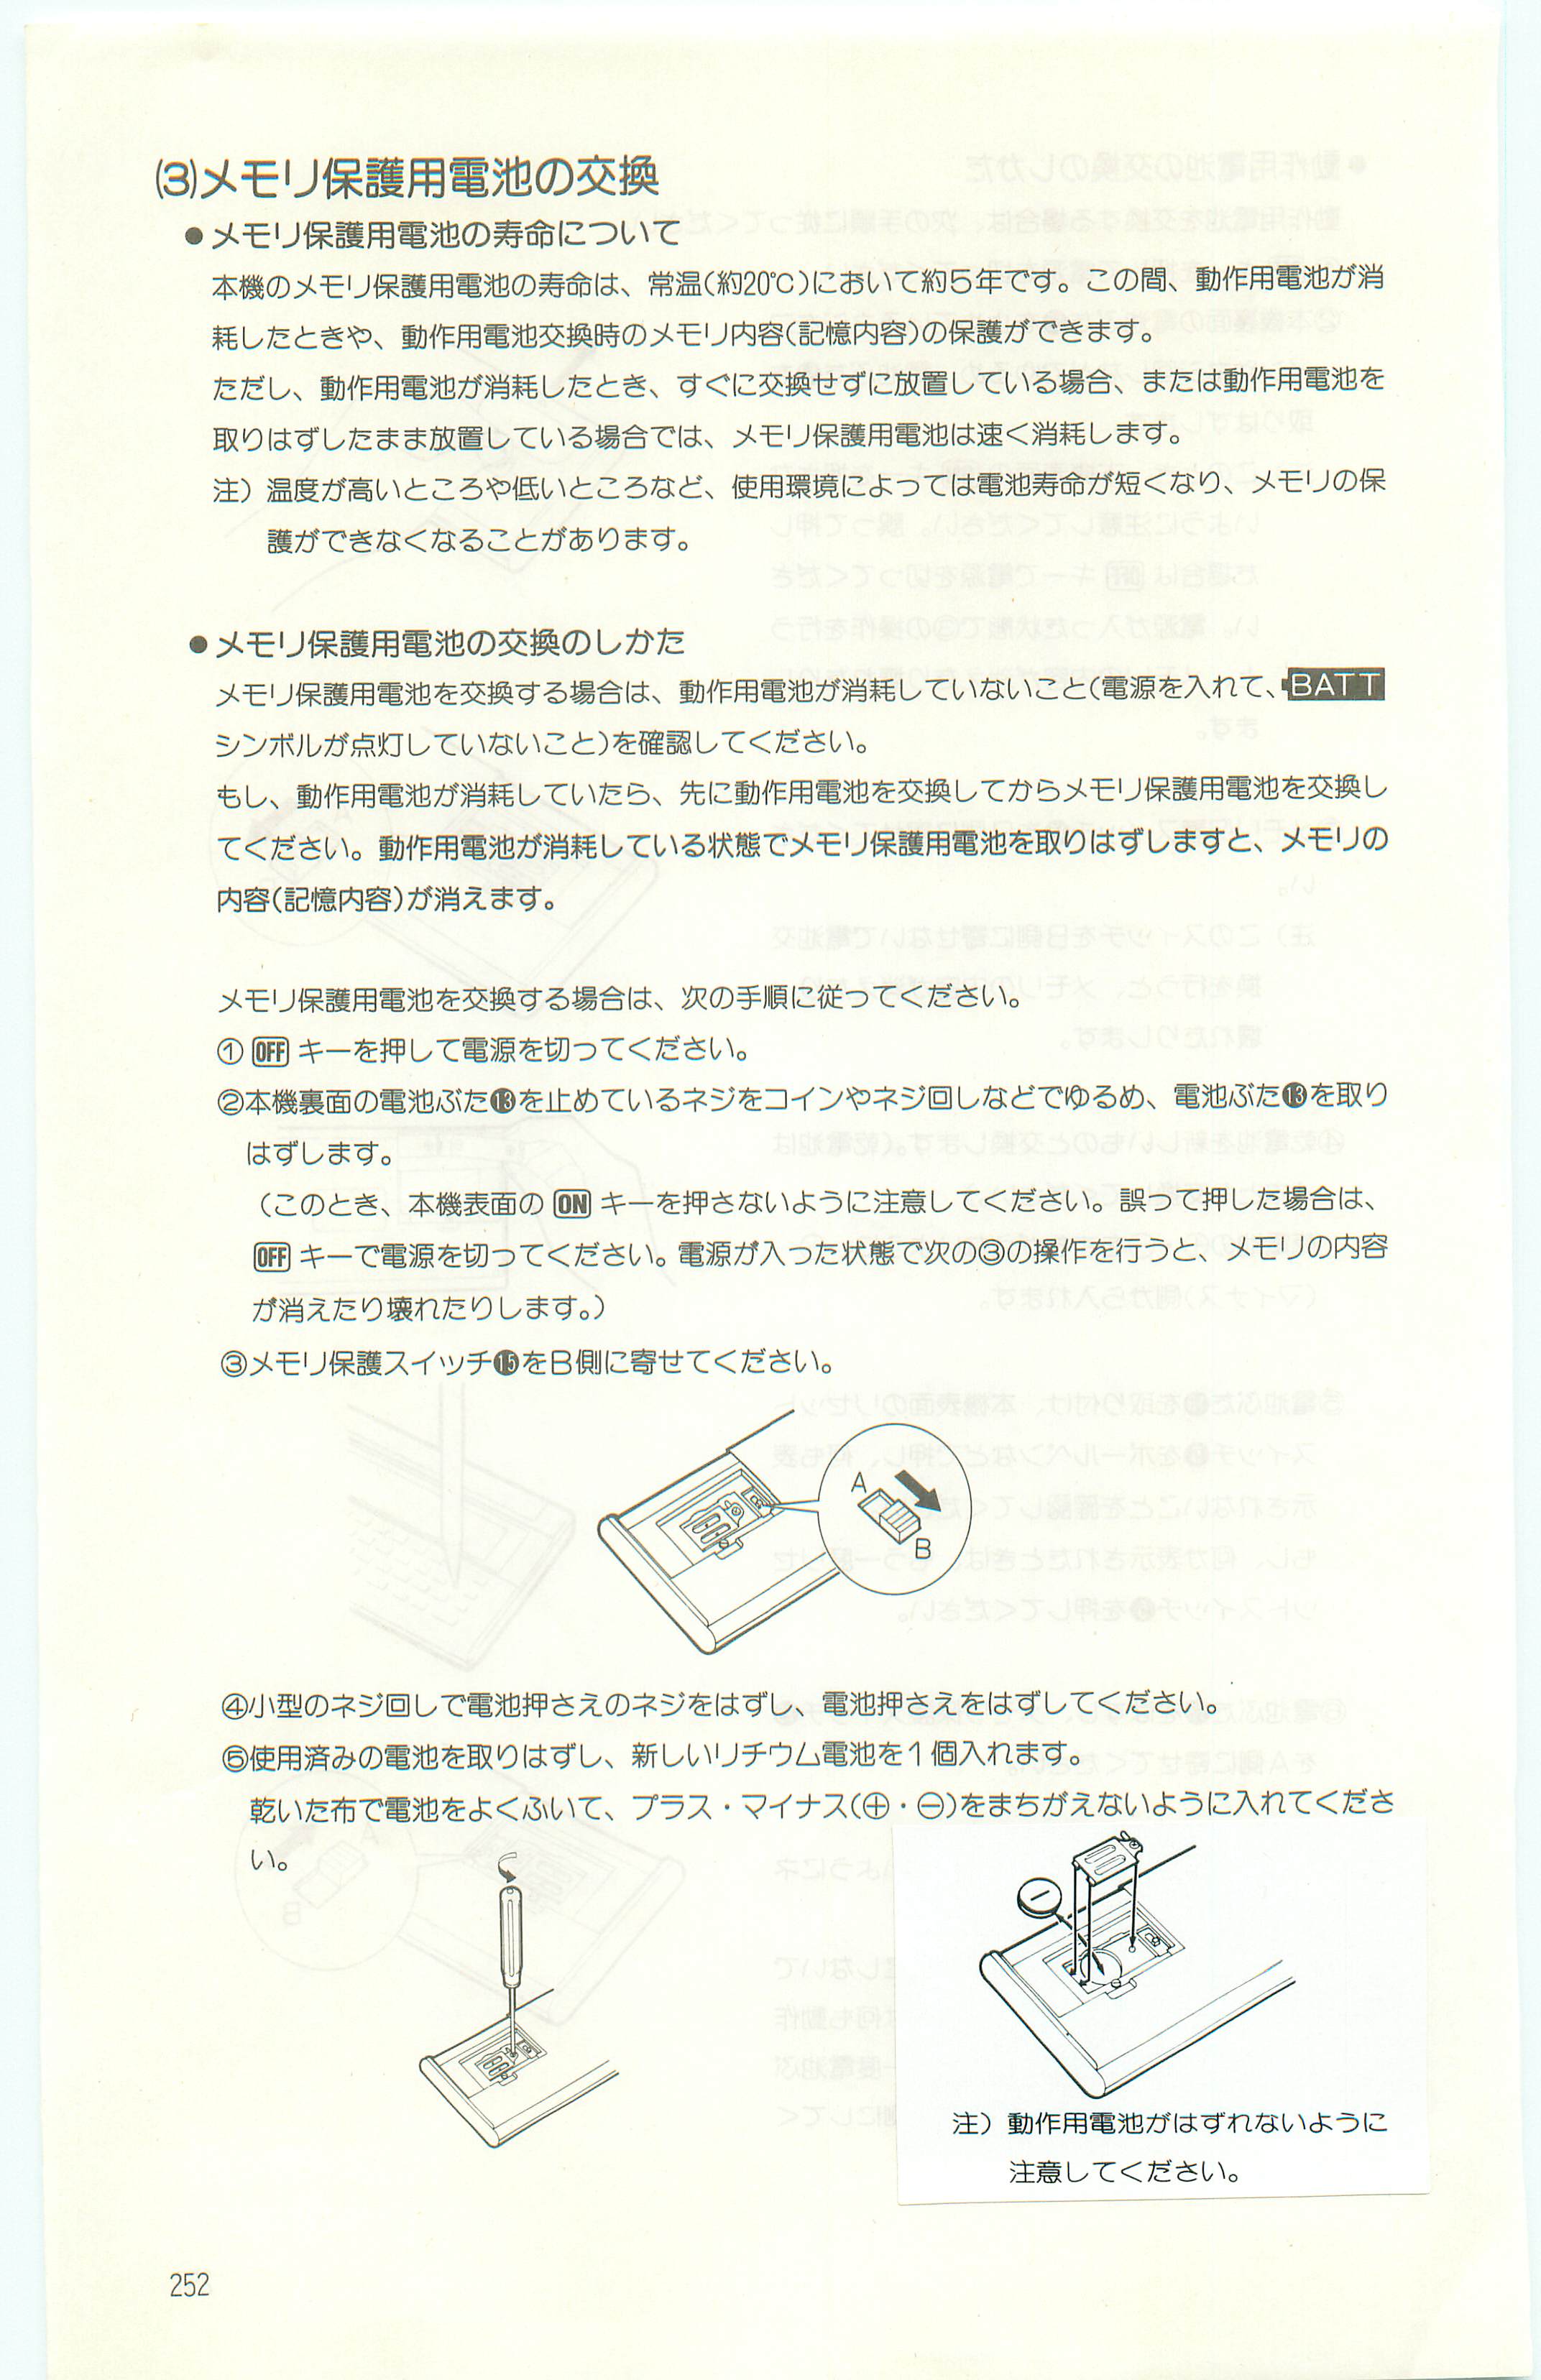 (3)メモリ保護用電池の交換
●メモリ保護用電池の寿命について
本機のメモリ保護用電池の寿命は、常温(約20℃)において約5年です。この間、動作用電池が消
耗したときや、動作用電池交換時のメモリ内容(記憶内容)の保護ができます。
ただし、動作用電池が消耗したとき、すぐに交換せずに放置している場合、または動作用電池を
取りはずしたまま放置している場合では、メモリ保護用電池は速く消耗します。
注）温度が高いところや低いところなど、使用環境によっては電池寿命が短くなり、メモリの保
護ができなくなることがあります。
●メモリ保護用電池の交換のしかた
メモリ保護用電池を交換する場合は、動作用電池が消耗していないこと(電源を入れて、BATT
シンボルが点灯していないこと)を確認してください。
もし、動作用電池が消耗していたら、先に動作用電池を交換してからメモリ保護用電池を交換し
てください。動作用電池が消耗している状態でメモリ保護用電池を取りはずしますと、メモリの
内容(記憶内容)が消えます。
メモリ保護用電池を交換する場合は、次の手順に従ってください。
① OFF キーを押して電源を切ってください。
②本機裏面の電池ぶた⓭を止めているネジをコインやネジ回しなどでゆるめ、電池ぶた⓭を取り
はずします。
（このとき、本機表面の ON キーを押さないように注意してください。誤って押した場合は、
OFF キーで電源を切ってください。電源が入った状態で次の③の操作を行うと、メモリの内容
が消えたり壊れたりします。）
③メモリ保護スイッチ⓯をB側に寄せてください。
A
B
④小型のネジ回しで電池押さえのネジをはずし、電池押さえをはずしてください。
⑤使用済みの電池を取りはずし、新しいリチウム電池を1個入れます。
乾いた布で電池をよくふいて、プラス・マイナス(⊕・⊖)をまちがえないように入れてくださ
い。
注）動作用電池がはずれないように
注意してください。
252